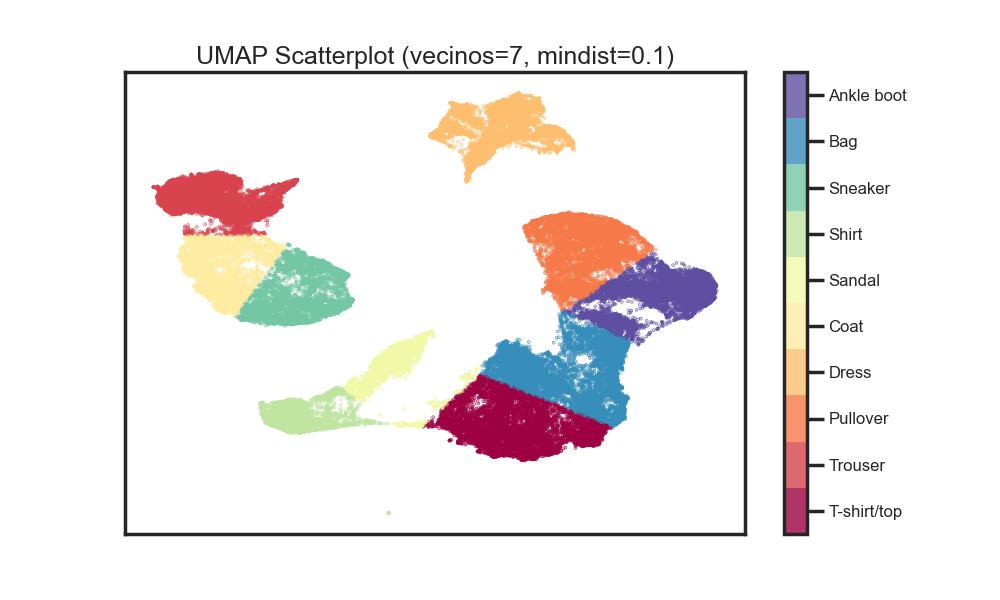 UMAP Scatterplot (vecinos=7, mindist=0.1)
Ankle boot
Bag
Sneaker
Shirt
Sandal
Coat
Dress
Pullover
Trouser
T-shirt/top